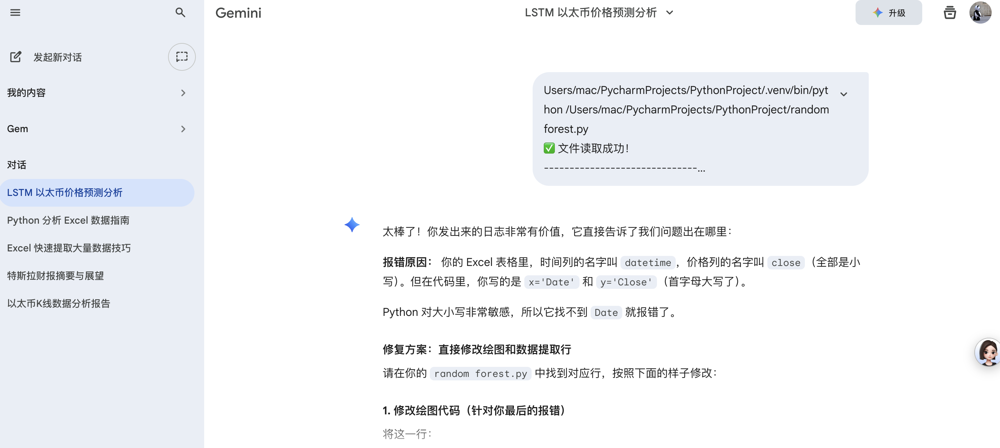 Gemini
LSTM 以太币价格预测分析
升级
发起新对话
我的内容
Gem
对话
LSTM 以太币价格预测分析
Python 分析 Excel 数据指南
Excel 快速提取大量数据技巧
特斯拉财报摘要与展望
以太币K线数据分析报告
Users/mac/PycharmProjects/PythonProject/.venv/bin/pyt
hon /Users/mac/PycharmProjects/PythonProject/random
forest.py
✅ 文件读取成功！
------------------------------...
太棒了！你发出来的日志非常有价值，它直接告诉了我们问题出在哪里：
报错原因： 你的 Excel 表格里，时间列的名字叫 datetime，价格列的名字叫 close（全部是小
写）。但在代码里，你写的是 x='Date' 和 y='Close'（首字母大写了）。
Python 对大小写非常敏感，所以它找不到 Date 就报错了。
修复方案：直接修改绘图和数据提取行
请在你的 random forest.py 中找到对应行，按照下面的样子修改：
1. 修改绘图代码（针对你最后的报错）
将这一行：